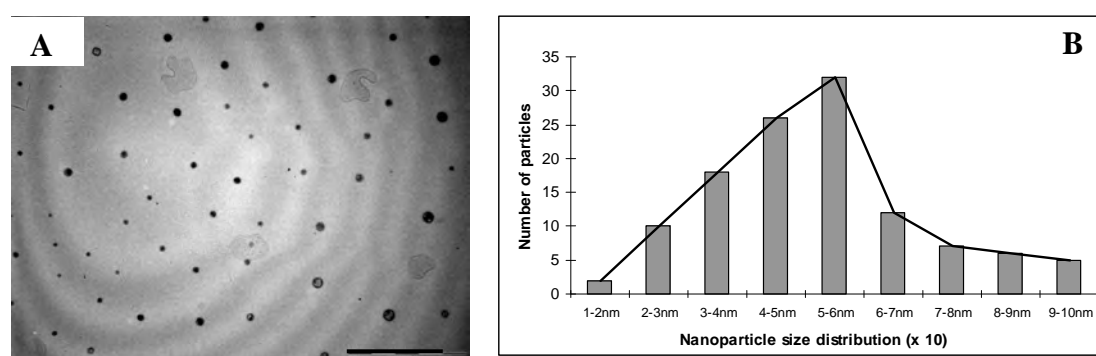 A
B
35
30
25
20
15
10
5
0
Number of particles
1-2nm 2-3nm 3-4nm 4-5nm 5-6nm 6-7nm 7-8nm 8-9nm 9-10nm
Nanoparticle size distribution (x 10)